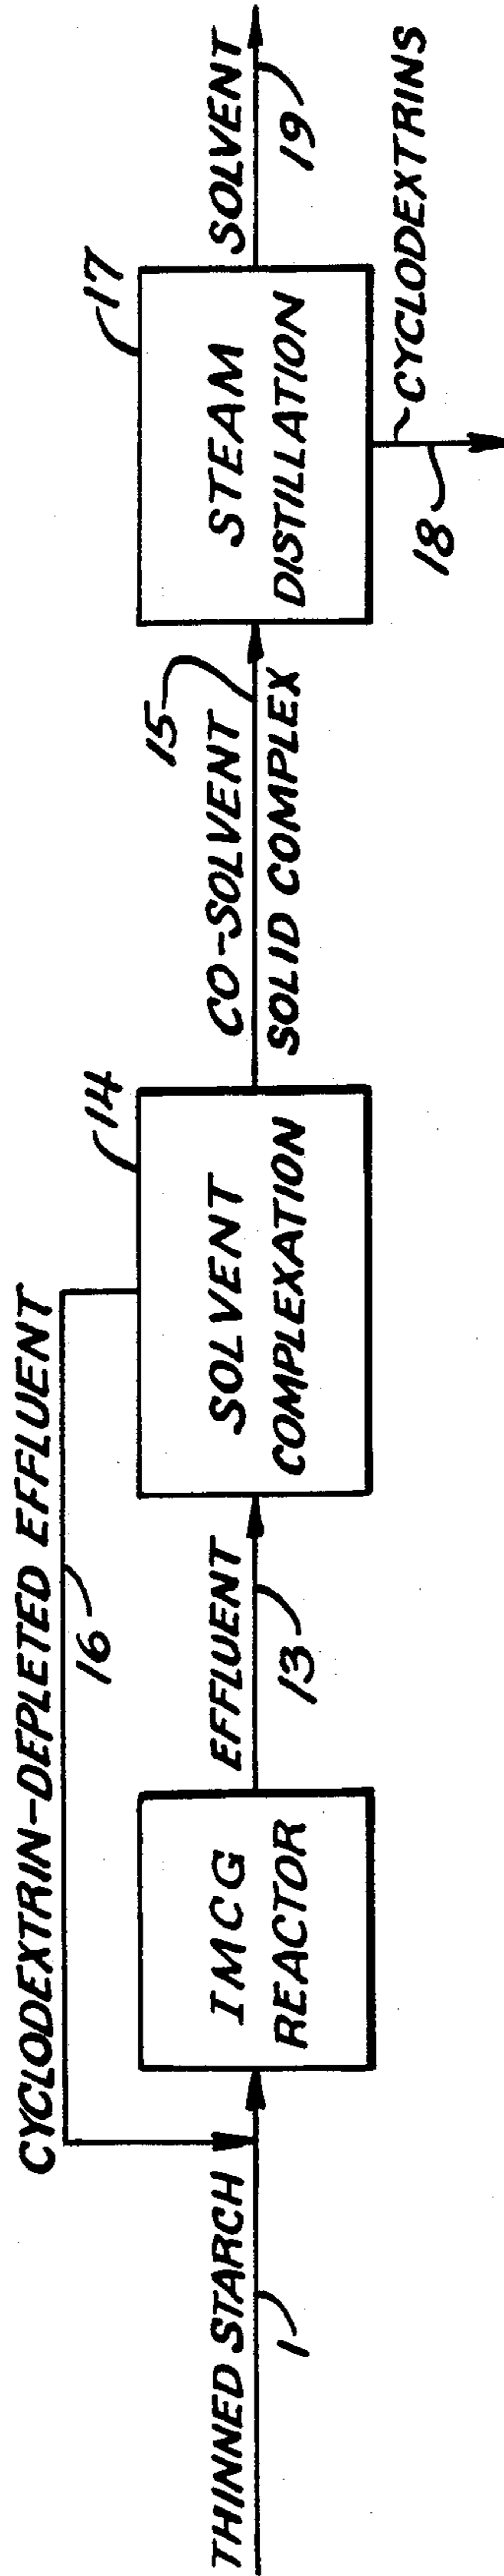 CYCLODEXTRIN-DEPLETED EFFLUENT
16
THINNED STARCH
1
IMCG
REACTOR
EFFLUENT
13
14
SOLVENT
COMPLEXATION
15
CO-SOLVENT
SOLID COMPLEX
17
STEAM
DISTILLATION
SOLVENT
19
18
CYCLODEXTRINS